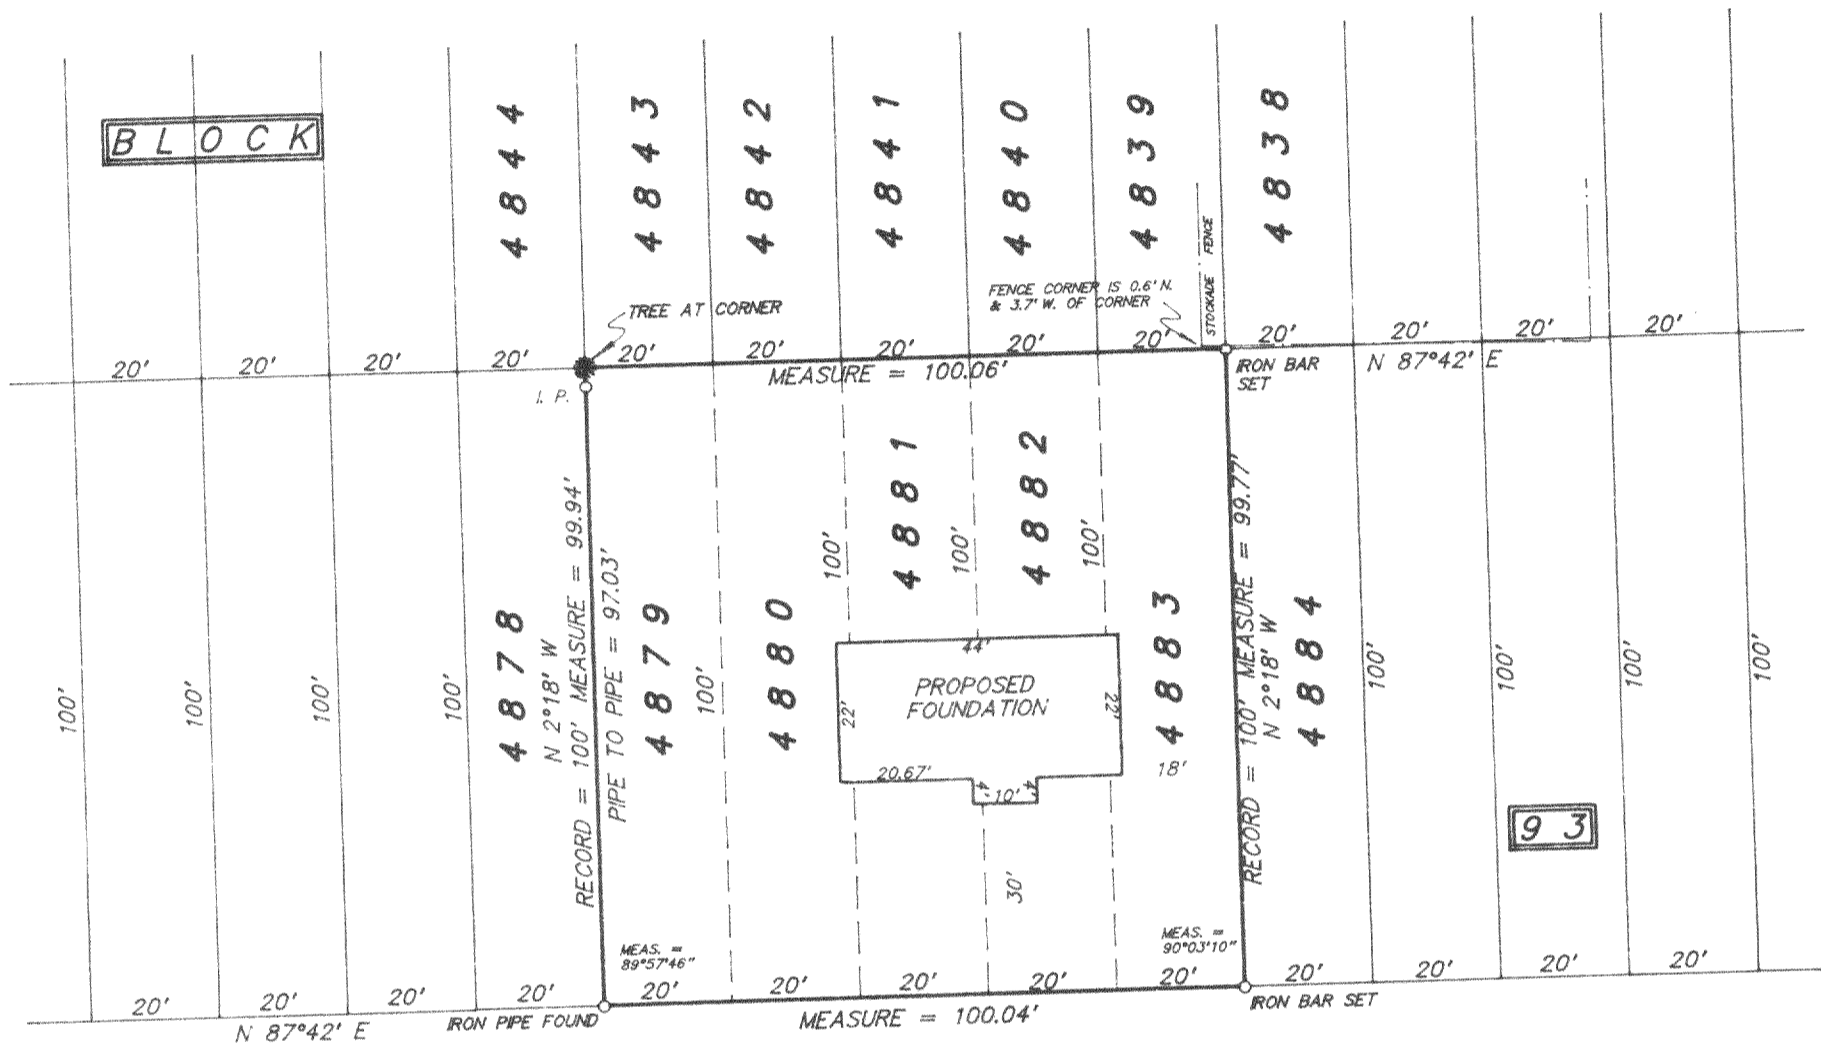 BLOCK
4844
4843
4842
4841
4840
4839
4838
STOCKADE FENCE
FENCE CORNER IS 0.6' N.
& 3.7' W. OF CORNER
TREE AT CORNER
20'
20'
20'
20'
20'
20'
20'
20'
20'
20'
20'
20'
20'
MEASURE = 100.06'
IRON BAR
SET
N 87°42' E
I. P.
4881
4882
100'
100'
100'
RECORD = 100' MEASURE = 99.94'
N 2°18' W
PIPE TO PIPE = 97.03'
RECORD = 100' MEASURE = 99.77'
N 2°18' W
4878
4879
4880
4883
4884
100'
100'
100'
100'
100'
100'
100'
100'
100'
44'
PROPOSED
FOUNDATION
22'
22'
20.67'
4'
4'
10'
18'
93
30'
MEAS. =
89°57'46"
MEAS. =
90°03'10"
20'
20'
20'
20'
20'
20'
20'
20'
20'
20'
20'
20'
20'
N 87°42' E
IRON PIPE FOUND
MEASURE = 100.04'
IRON BAR SET